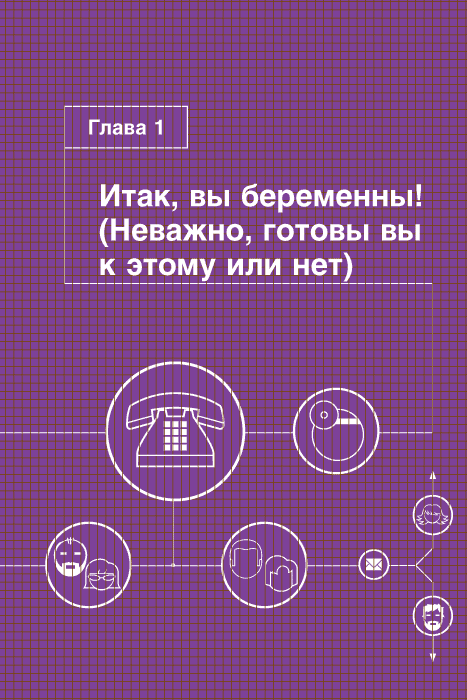 Глава 1
Итак, вы беременны!
(Неважно, готовы вы
к этому или нет)